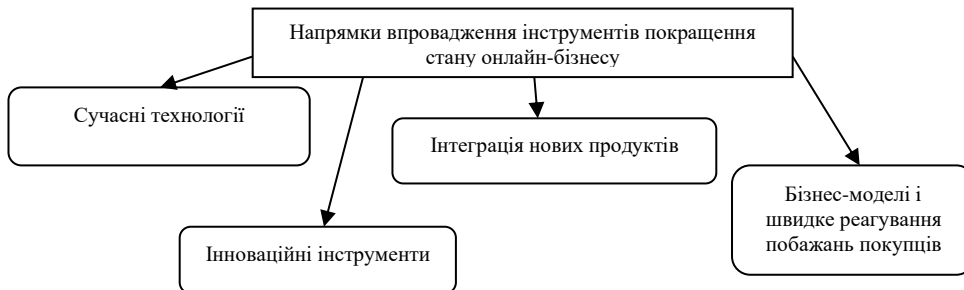 Напрямки впровадження інструментів покращення
стану онлайн-бізнесу
Сучасні технології
Інтеграція нових продуктів
Інноваційні інструменти
Бізнес-моделі і
швидке реагування
побажань покупців